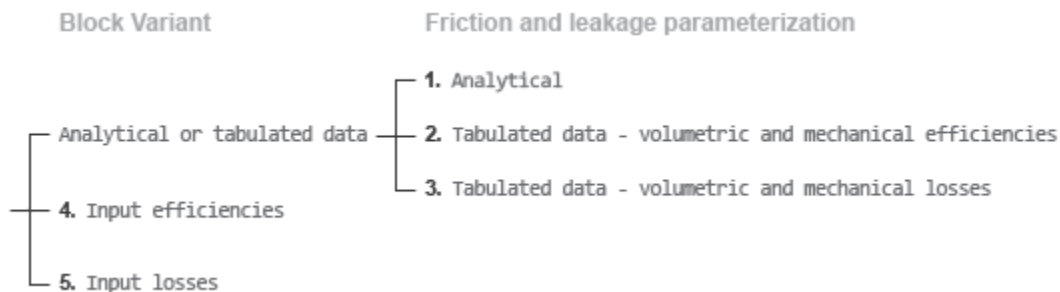 Block Variant
Friction and leakage parameterization
1. Analytical
Analytical or tabulated data
2. Tabulated data - volumetric and mechanical efficiencies
3. Tabulated data - volumetric and mechanical losses
4. Input efficiencies
5. Input losses